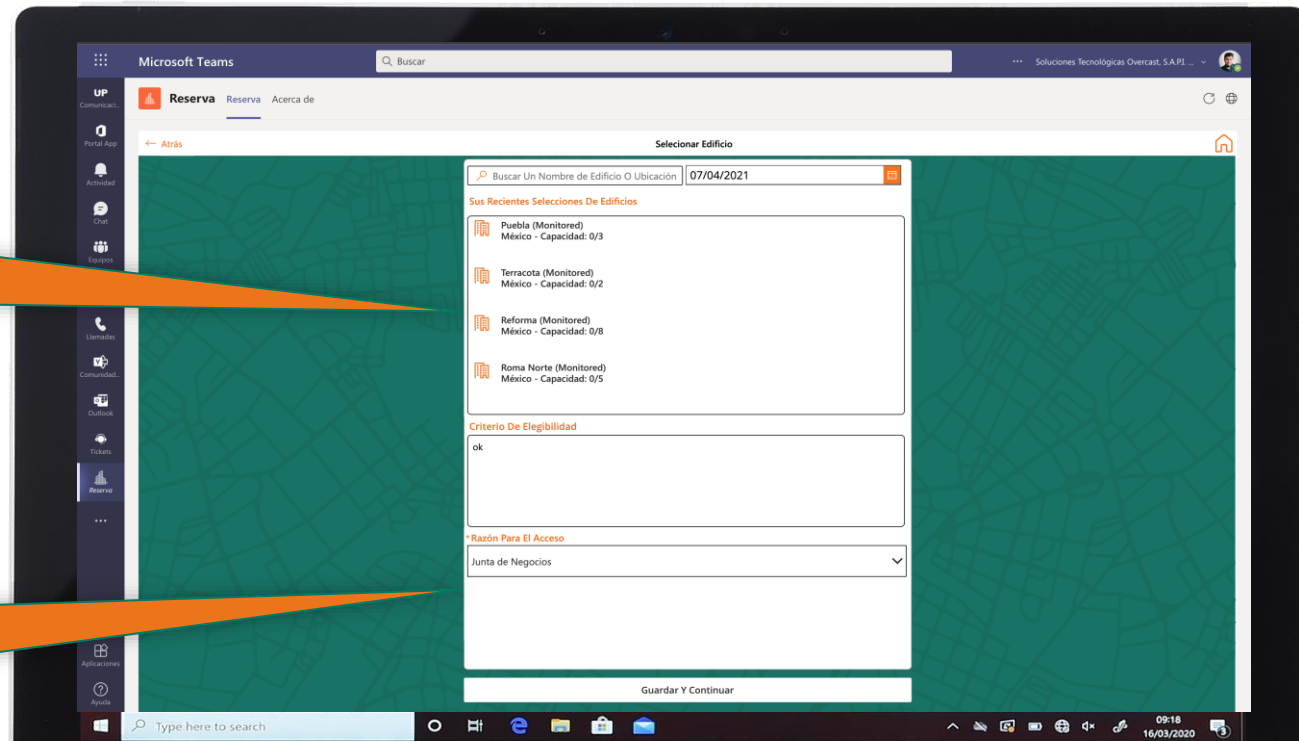 Microsoft Teams
Buscar
Soluciones Tecnológicas Overcast, S.A.P.I. ...
UP
Comunicaci...
Reserva
Reserva
Acerca de
Portal App
Atrás
Selecionar Edificio
Actividad
Buscar Un Nombre de Edificio O Ubicación
07/04/2021
Sus Recientes Selecciones De Edificios
Chat
Puebla (Monitored)
México - Capacidad: 0/3
Equipos
Terracota (Monitored)
México - Capacidad: 0/2
Reforma (Monitored)
México - Capacidad: 0/8
Llamadas
Roma Norte (Monitored)
México - Capacidad: 0/5
Comunidad...
Outlook
Criterio De Elegibilidad
ok
Tickets
Reserva
...
*Razón Para El Acceso
Junta de Negocios
Aplicaciones
Guardar Y Continuar
Ayuda
Type here to search
09:18
16/03/2020
3